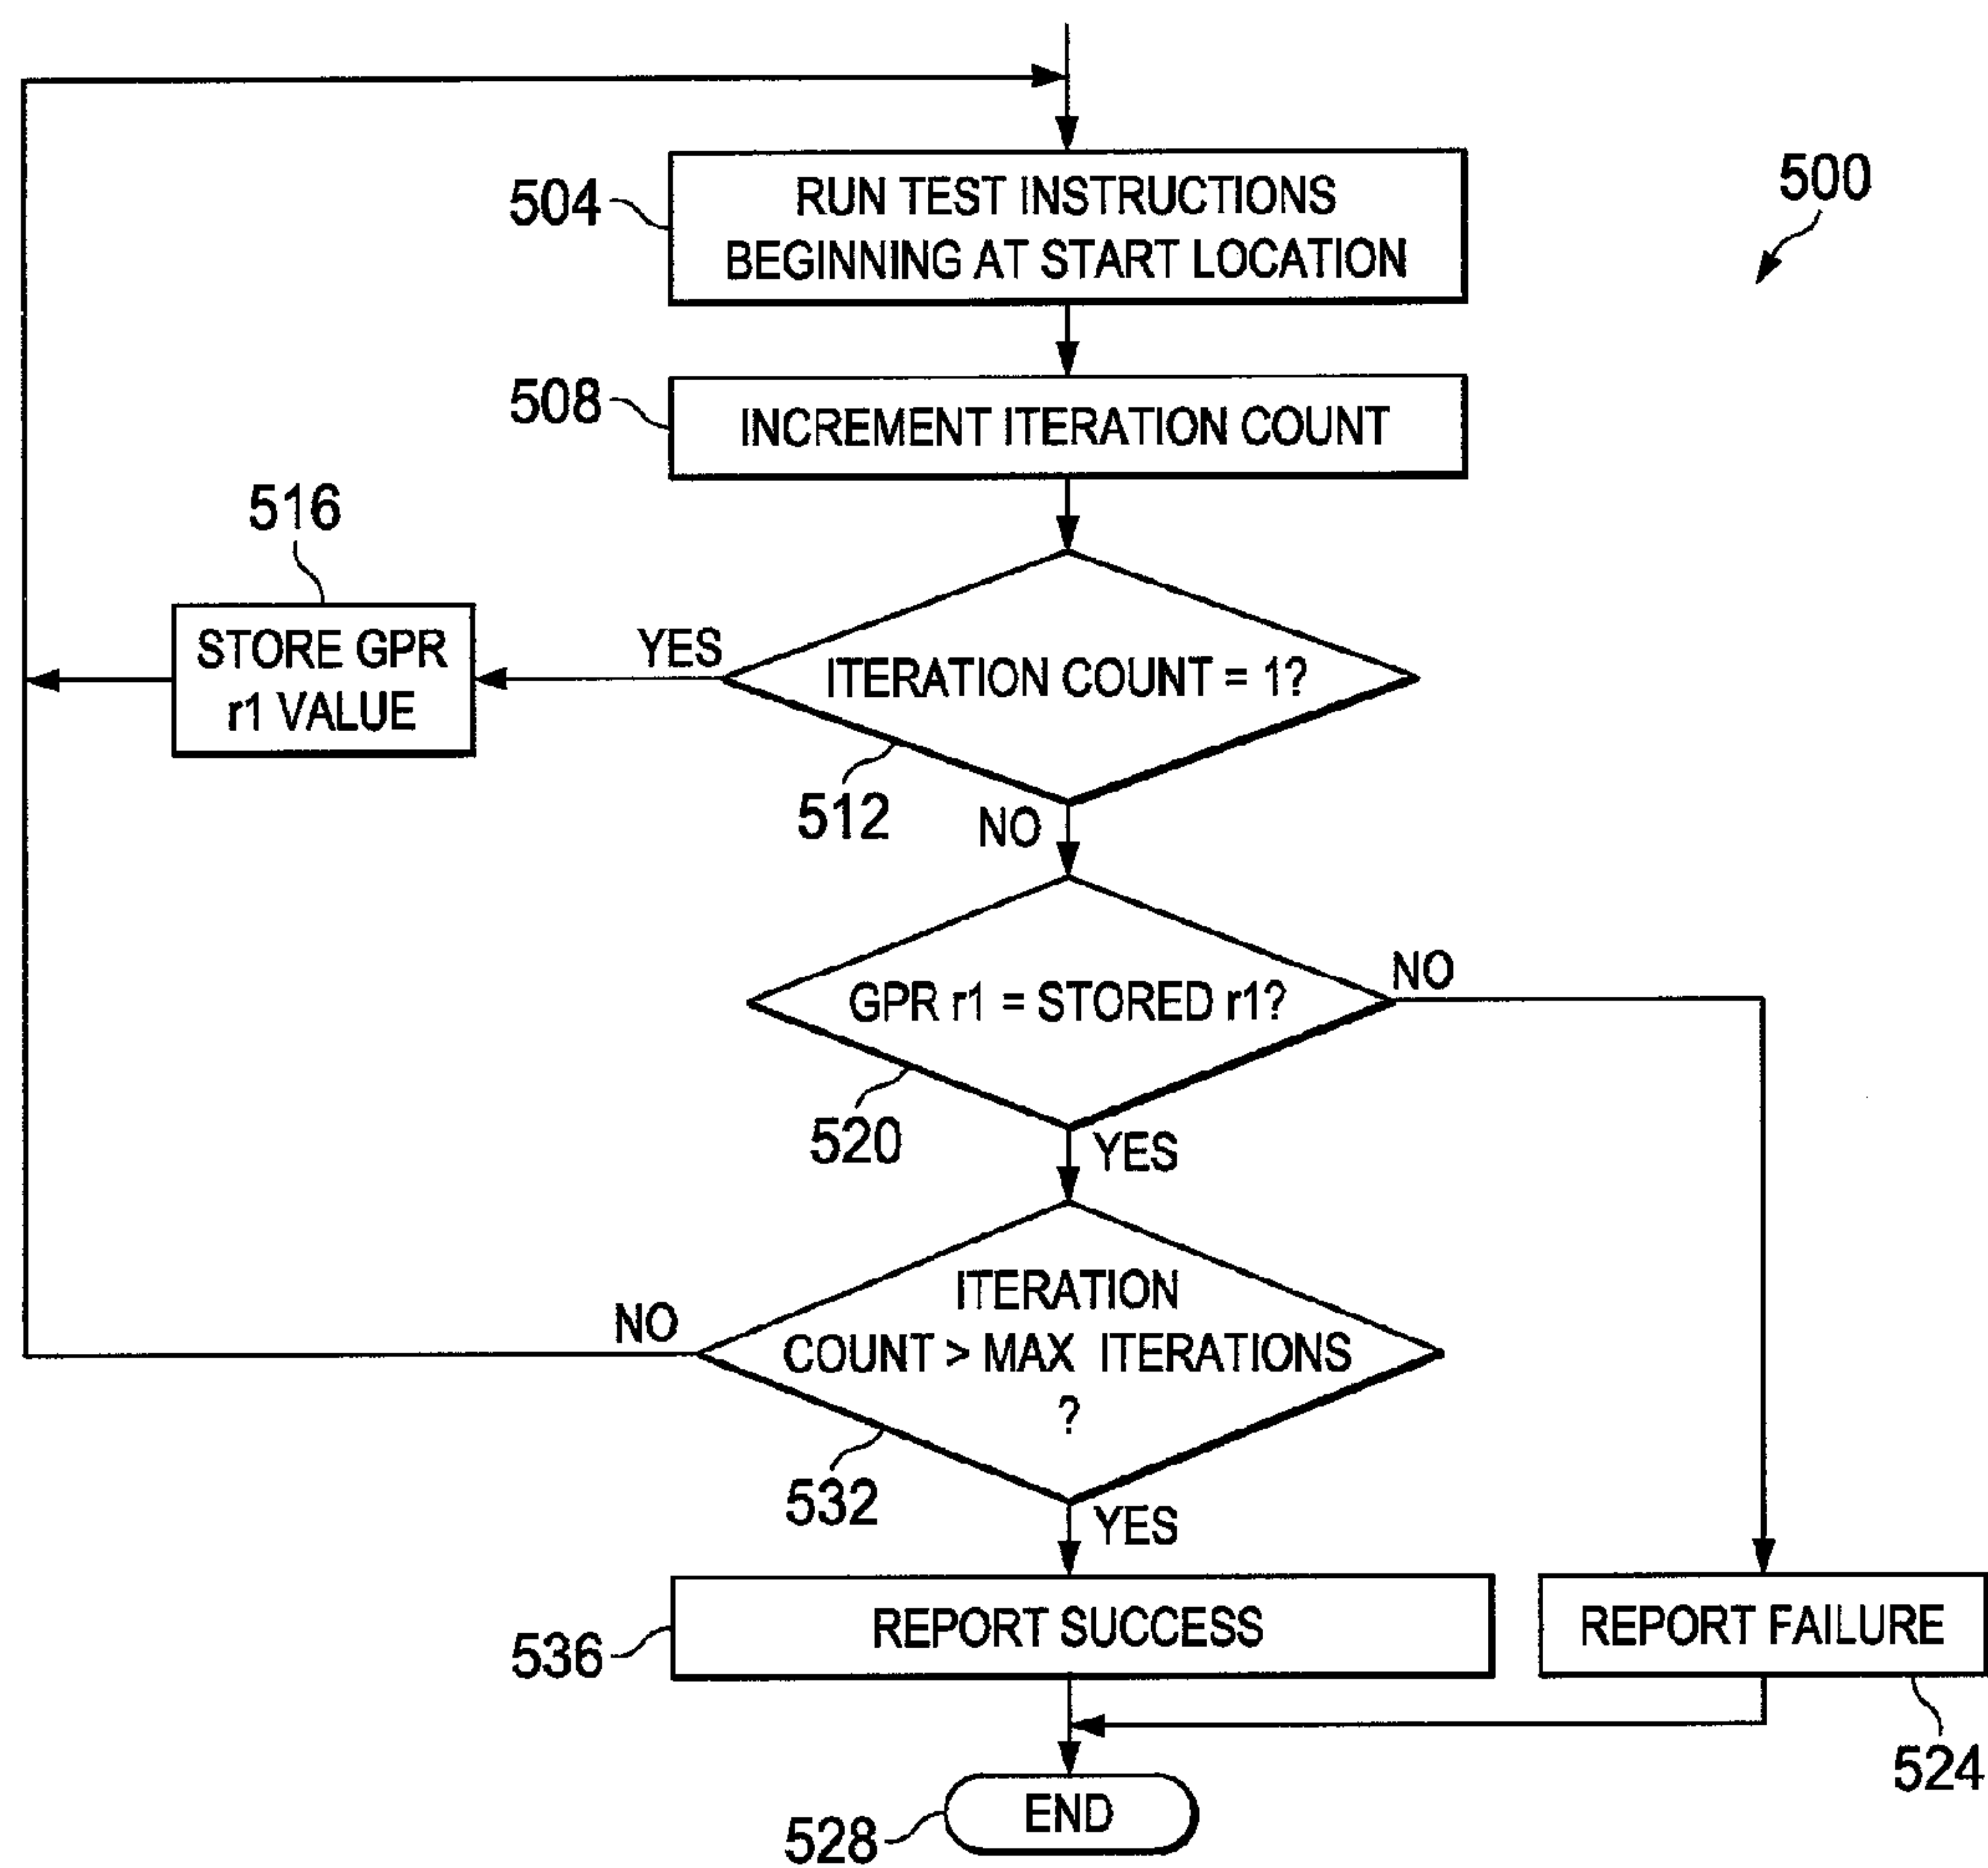 500
504
RUN TEST INSTRUCTIONS
BEGINNING AT START LOCATION
508
INCREMENT ITERATION COUNT
516
STORE GPR
r1 VALUE
YES
ITERATION COUNT = 1?
512
NO
GPR r1 = STORED r1?
NO
520
YES
ITERATION
COUNT > MAX ITERATIONS
?
NO
532
YES
536
REPORT SUCCESS
REPORT FAILURE
524
528
END